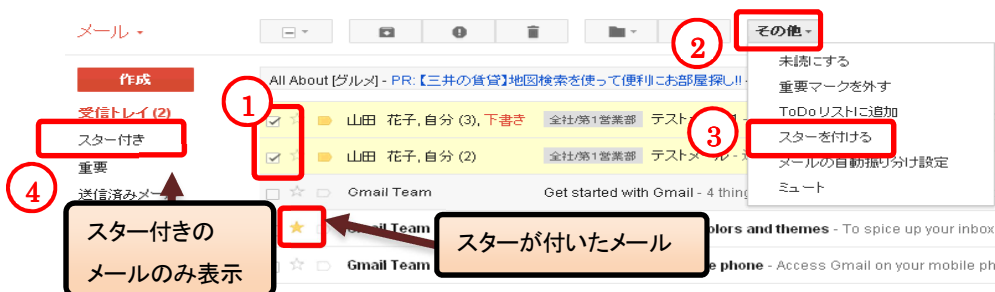 メール
その他
②
作成
All About [グルメ] - PR: 【三井の賃貸】地図検索を使って便利にお部屋探し!! -
未読にする
重要マークを外す
ToDoリストに追加
スターを付ける
メールの自動振り分け設定
ミュート
①
③
受信トレイ (2)
山田 花子, 自分 (3), 下書き 全社/第1営業部 テストメール
スター付き
山田 花子, 自分 (2) 全社/第1営業部 テストメール
重要
④
送信済みメール
Gmail Team Get started with Gmail - 4 thing
スター付きの
メールのみ表示
Gmail Team olors and themes - To spice up your inbox
スターが付いたメール
Gmail Team e phone - Access Gmail on your mobile ph